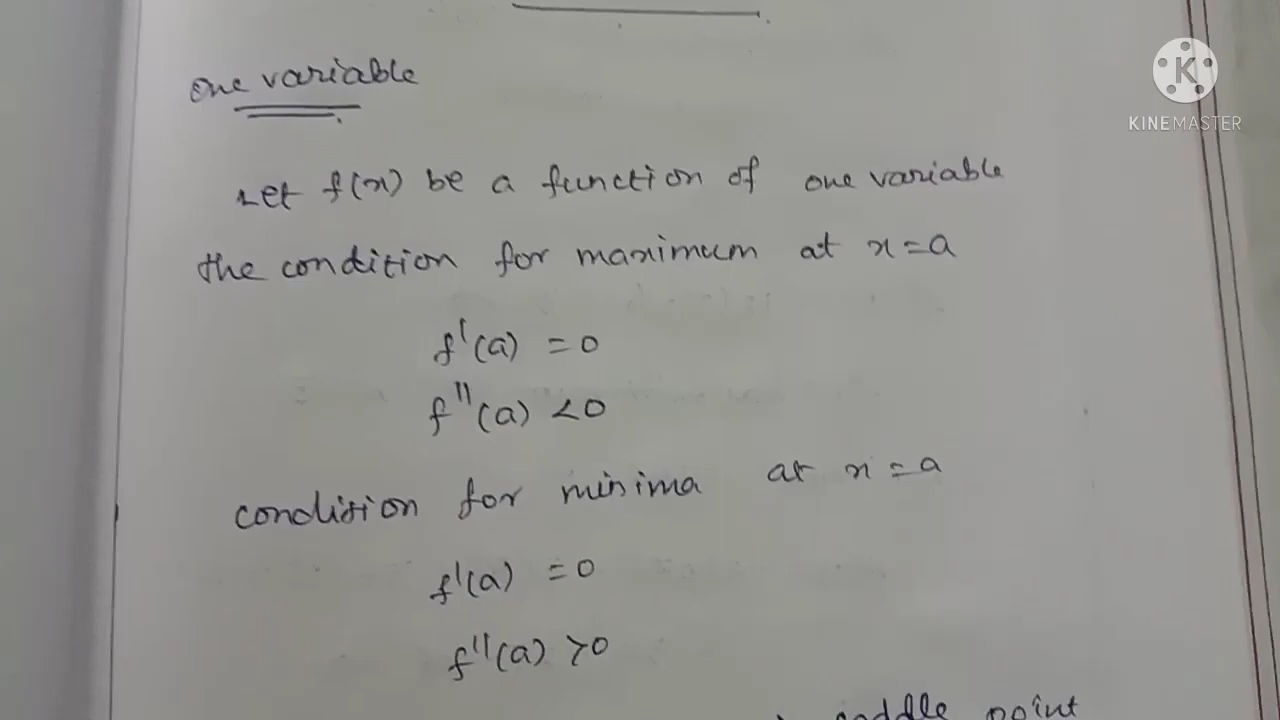 one variable
K
KINEMASTER
Let f(x) be a function of one variable
the condition for maximum at x = a
f'(a) = 0
f''(a) < 0
condition for minima at x = a
f'(a) = 0
f''(a) > 0
saddle point